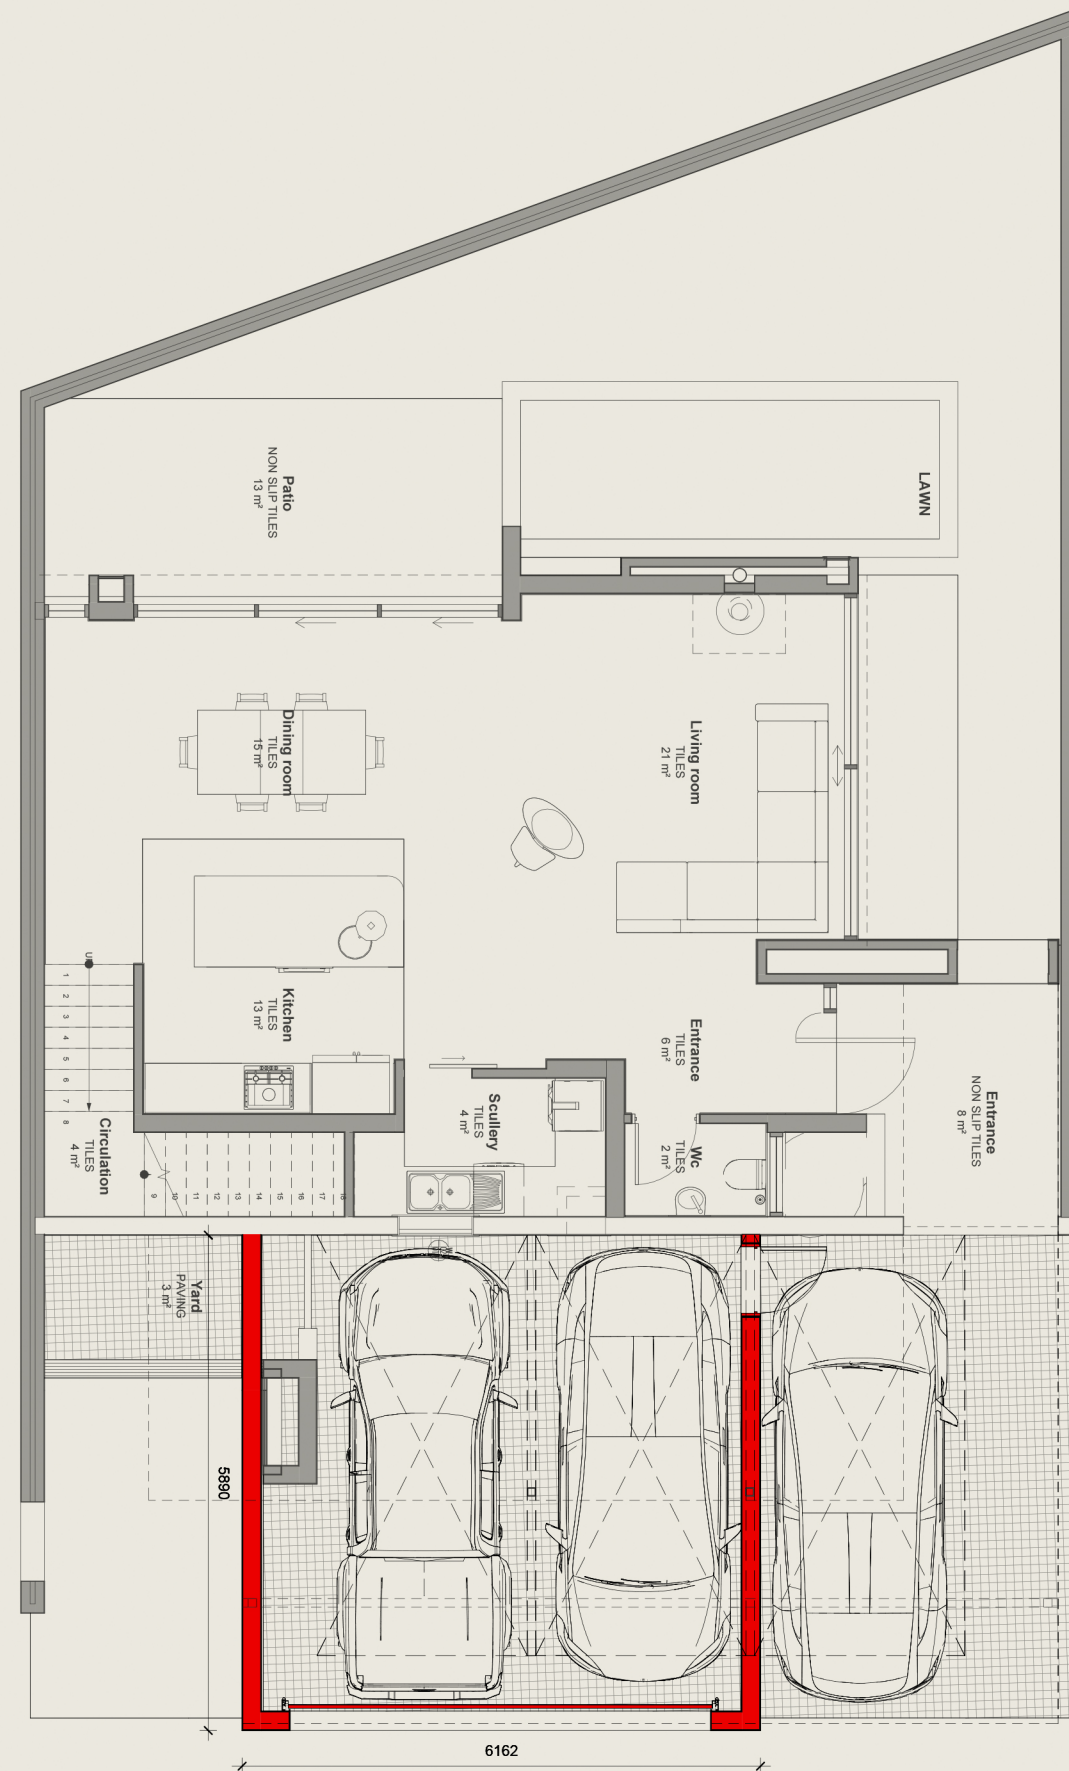 Patio
NON SLIP TILES
13 m²
LAWN
Dining room
TILES
15 m²
Living room
TILES
21 m²
1
2
3
4
5
6
7
8
Kitchen
TILES
13 m²
Entrance
TILES
6 m²
Entrance
NON SLIP TILES
8 m²
Scullery
TILES
4 m²
Circulation
TILES
4 m²
Wc
TILES
2 m²
9
10
11
12
13
14
15
16
17
18
Yard
PAVING
3 m²
5890
6162